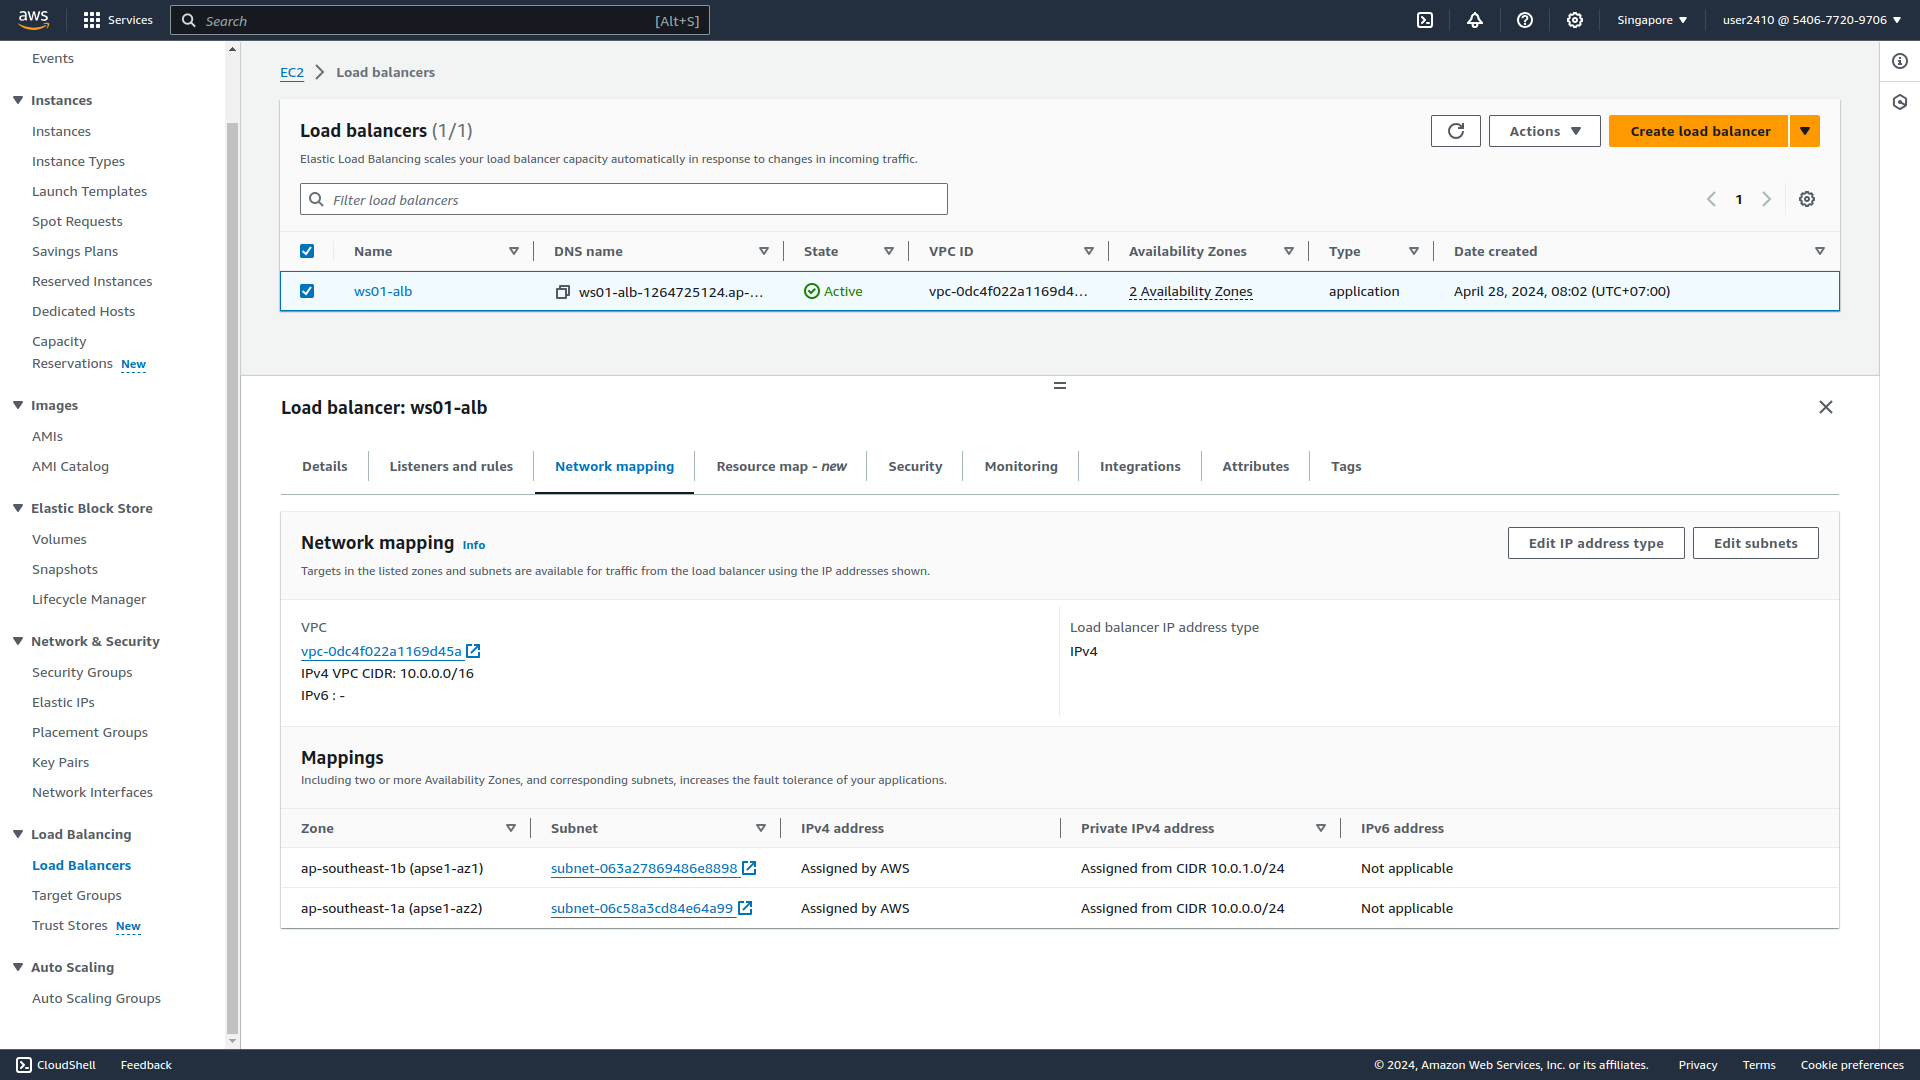 aws
Services
Search
[Alt+S]
Singapore
user2410 @ 5406-7720-9706
Events
Instances
Instances
Instance Types
Launch Templates
Spot Requests
Savings Plans
Reserved Instances
Dedicated Hosts
Capacity
Reservations New
Images
AMIs
AMI Catalog
Elastic Block Store
Volumes
Snapshots
Lifecycle Manager
Network & Security
Security Groups
Elastic IPs
Placement Groups
Key Pairs
Network Interfaces
Load Balancing
Load Balancers
Target Groups
Trust Stores New
Auto Scaling
Auto Scaling Groups
EC2 > Load balancers
Load balancers (1/1)
Actions
Create load balancer
Elastic Load Balancing scales your load balancer capacity automatically in response to changes in incoming traffic.
Filter load balancers
1
Name DNS name State VPC ID Availability Zones Type Date created
ws01-alb ws01-alb-1264725124.ap-... Active vpc-0dc4f022a1169d4... 2 Availability Zones application April 28, 2024, 08:02 (UTC+07:00)
Load balancer: ws01-alb
Details Listeners and rules Network mapping Resource map - new Security Monitoring Integrations Attributes Tags
Network mapping Info
Edit IP address type
Edit subnets
Targets in the listed zones and subnets are available for traffic from the load balancer using the IP addresses shown.
VPC
vpc-0dc4f022a1169d45a
IPv4 VPC CIDR: 10.0.0.0/16
IPv6 : -
Load balancer IP address type
IPv4
Mappings
Including two or more Availability Zones, and corresponding subnets, increases the fault tolerance of your applications.
Zone Subnet IPv4 address Private IPv4 address IPv6 address
ap-southeast-1b (apse1-az1) subnet-063a27869486e8898 Assigned by AWS Assigned from CIDR 10.0.1.0/24 Not applicable
ap-southeast-1a (apse1-az2) subnet-06c58a3cd84e64a99 Assigned by AWS Assigned from CIDR 10.0.0.0/24 Not applicable
CloudShell
Feedback
© 2024, Amazon Web Services, Inc. or its affiliates.
Privacy
Terms
Cookie preferences